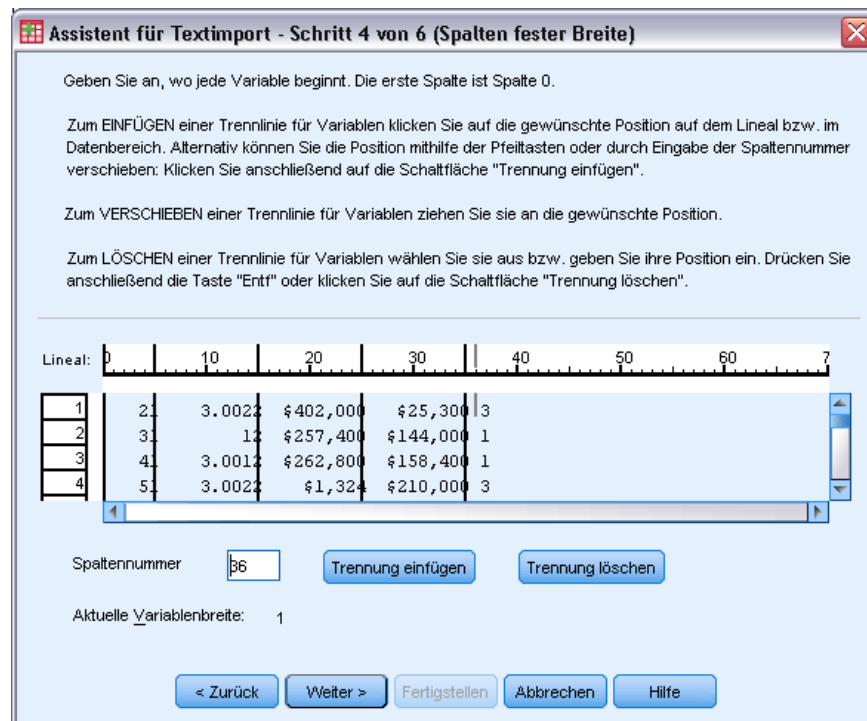 Assistent für Textimport - Schritt 4 von 6 (Spalten fester Breite)
Geben Sie an, wo jede Variable beginnt. Die erste Spalte ist Spalte 0.
Zum EINFÜGEN einer Trennlinie für Variablen klicken Sie auf die gewünschte Position auf dem Lineal bzw. im
Datenbereich. Alternativ können Sie die Position mithilfe der Pfeiltasten oder durch Eingabe der Spaltennummer
verschieben: Klicken Sie anschließend auf die Schaltfläche "Trennung einfügen".
Zum VERSCHIEBEN einer Trennlinie für Variablen ziehen Sie sie an die gewünschte Position.
Zum LÖSCHEN einer Trennlinie für Variablen wählen Sie sie aus bzw. geben Sie ihre Position ein. Drücken Sie
anschließend die Taste "Entf" oder klicken Sie auf die Schaltfläche "Trennung löschen".
Lineal: 0 10 20 30 40 50 60 7
1 21 3.0022 $402,000 $25,300 3
2 31 12 $257,400 $144,000 1
3 41 3.0012 $262,800 $158,400 1
4 51 3.0022 $1,324 $210,000 3
Spaltennummer 36 Trennung einfügen Trennung löschen
Aktuelle Variablenbreite: 1
< Zurück Weiter > Fertigstellen Abbrechen Hilfe